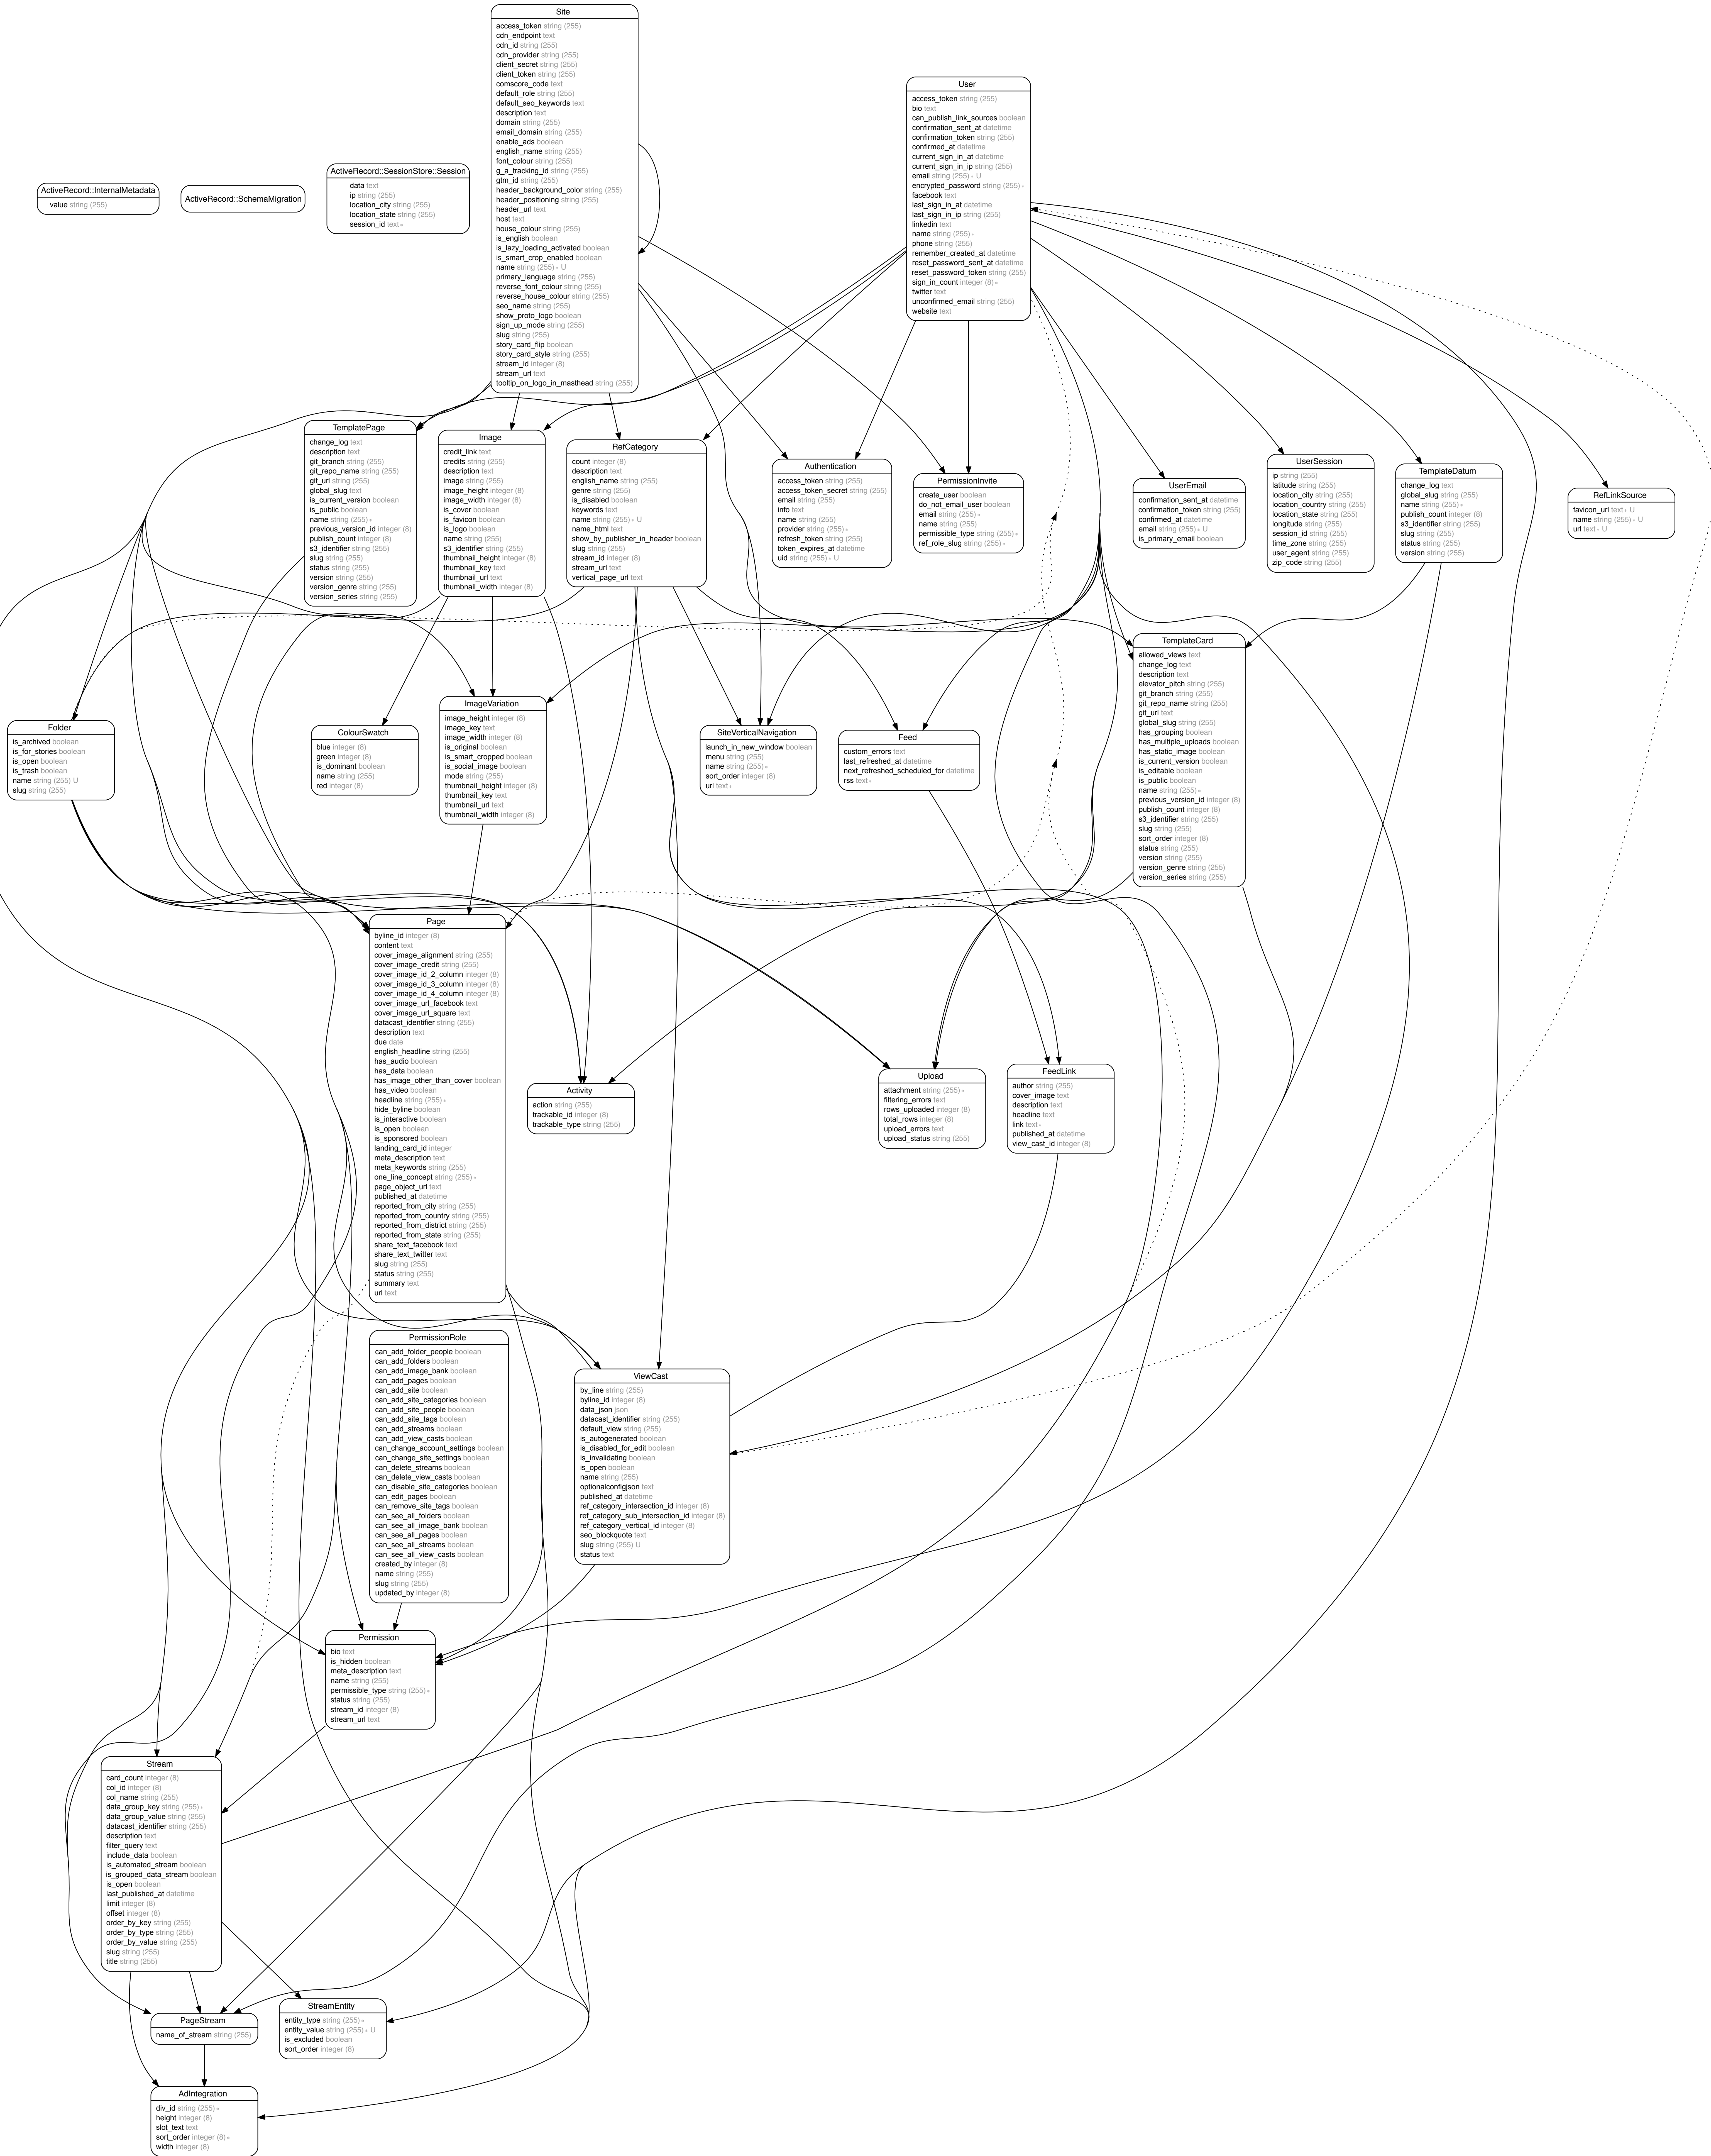 Site
access_token string (255)
cdn_endpoint text
cdn_id string (255)
cdn_provider string (255)
client_secret string (255)
client_token string (255)
comscore_code text
default_role string (255)
default_seo_keywords text
description text
domain string (255)
email_domain string (255)
enable_ads boolean
english_name string (255)
font_colour string (255)
g_a_tracking_id string (255)
gtm_id string (255)
header_background_color string (255)
header_positioning string (255)
header_url text
host text
house_colour string (255)
is_english boolean
is_lazy_loading_activated boolean
is_smart_crop_enabled boolean
name string (255) ∗ U
primary_language string (255)
reverse_font_colour string (255)
reverse_house_colour string (255)
seo_name string (255)
show_proto_logo boolean
sign_up_mode string (255)
slug string (255)
story_card_flip boolean
story_card_style string (255)
stream_id integer (8)
stream_url text
tooltip_on_logo_in_masthead string (255)
User
access_token string (255)
bio text
can_publish_link_sources boolean
confirmation_sent_at datetime
confirmation_token string (255)
confirmed_at datetime
current_sign_in_at datetime
current_sign_in_ip string (255)
email string (255) ∗ U
encrypted_password string (255) ∗
facebook text
last_sign_in_at datetime
last_sign_in_ip string (255)
linkedin text
name string (255) ∗
phone string (255)
remember_created_at datetime
reset_password_sent_at datetime
reset_password_token string (255)
sign_in_count integer (8) ∗
twitter text
unconfirmed_email string (255)
website text
ActiveRecord::InternalMetadata
value string (255)
ActiveRecord::SchemaMigration
ActiveRecord::SessionStore::Session
data text
ip string (255)
location_city string (255)
location_state string (255)
session_id text ∗
TemplatePage
change_log text
description text
git_branch string (255)
git_repo_name string (255)
git_url string (255)
global_slug text
is_current_version boolean
is_public boolean
name string (255) ∗
previous_version_id integer (8)
publish_count integer (8)
s3_identifier string (255)
slug string (255)
status string (255)
version string (255)
version_genre string (255)
version_series string (255)
Image
credit_link text
credits string (255)
description text
image string (255)
image_height integer (8)
image_width integer (8)
is_cover boolean
is_favicon boolean
is_logo boolean
name string (255)
s3_identifier string (255)
thumbnail_height integer (8)
thumbnail_key text
thumbnail_url text
thumbnail_width integer (8)
RefCategory
count integer (8)
description text
english_name string (255)
genre string (255)
is_disabled boolean
keywords text
name string (255) ∗ U
name_html text
show_by_publisher_in_header boolean
slug string (255)
stream_id integer (8)
stream_url text
vertical_page_url text
Authentication
access_token string (255)
access_token_secret string (255)
email string (255)
info text
name string (255)
provider string (255) ∗
refresh_token string (255)
token_expires_at datetime
uid string (255) ∗ U
PermissionInvite
create_user boolean
do_not_email_user boolean
email string (255) ∗
name string (255)
permissible_type string (255) ∗
ref_role_slug string (255) ∗
UserEmail
confirmation_sent_at datetime
confirmation_token string (255)
confirmed_at datetime
email string (255) ∗ U
is_primary_email boolean
UserSession
ip string (255)
latitude string (255)
location_city string (255)
location_country string (255)
location_state string (255)
longitude string (255)
session_id string (255)
time_zone string (255)
user_agent string (255)
zip_code string (255)
TemplateDatum
change_log text
global_slug string (255)
name string (255) ∗
publish_count integer (8)
s3_identifier string (255)
slug string (255)
status string (255)
version string (255)
RefLinkSource
favicon_url text ∗ U
name string (255) ∗ U
url text ∗ U
Folder
is_archived boolean
is_for_stories boolean
is_open boolean
is_trash boolean
name string (255) U
slug string (255)
ColourSwatch
blue integer (8)
green integer (8)
is_dominant boolean
name string (255)
red integer (8)
ImageVariation
image_height integer (8)
image_key text
image_width integer (8)
is_original boolean
is_smart_cropped boolean
is_social_image boolean
mode string (255)
thumbnail_height integer (8)
thumbnail_key text
thumbnail_url text
thumbnail_width integer (8)
SiteVerticalNavigation
launch_in_new_window boolean
menu string (255)
name string (255) ∗
sort_order integer (8)
url text ∗
Feed
custom_errors text
last_refreshed_at datetime
next_refreshed_scheduled_for datetime
rss text ∗
TemplateCard
allowed_views text
change_log text
description text
elevator_pitch string (255)
git_branch string (255)
git_repo_name string (255)
git_url text
global_slug string (255)
has_grouping boolean
has_multiple_uploads boolean
has_static_image boolean
is_current_version boolean
is_editable boolean
is_public boolean
name string (255) ∗
previous_version_id integer (8)
publish_count integer (8)
s3_identifier string (255)
slug string (255)
sort_order integer (8)
status string (255)
version string (255)
version_genre string (255)
version_series string (255)
Page
byline_id integer (8)
content text
cover_image_alignment string (255)
cover_image_credit string (255)
cover_image_id_2_column integer (8)
cover_image_id_3_column integer (8)
cover_image_id_4_column integer (8)
cover_image_url_facebook text
cover_image_url_square text
datacast_identifier string (255)
description text
due date
english_headline string (255)
has_audio boolean
has_data boolean
has_image_other_than_cover boolean
has_video boolean
headline string (255) ∗
hide_byline boolean
is_interactive boolean
is_open boolean
is_sponsored boolean
landing_card_id integer
meta_description text
meta_keywords string (255)
one_line_concept string (255) ∗
page_object_url text
published_at datetime
reported_from_city string (255)
reported_from_country string (255)
reported_from_district string (255)
reported_from_state string (255)
share_text_facebook text
share_text_twitter text
slug string (255)
status string (255)
summary text
url text
Activity
action string (255)
trackable_id integer (8)
trackable_type string (255)
Upload
attachment string (255) ∗
filtering_errors text
rows_uploaded integer (8)
total_rows integer (8)
upload_errors text
upload_status string (255)
FeedLink
author string (255)
cover_image text
description text
headline text
link text ∗
published_at datetime
view_cast_id integer (8)
PermissionRole
can_add_folder_people boolean
can_add_folders boolean
can_add_image_bank boolean
can_add_pages boolean
can_add_site boolean
can_add_site_categories boolean
can_add_site_people boolean
can_add_site_tags boolean
can_add_streams boolean
can_add_view_casts boolean
can_change_account_settings boolean
can_change_site_settings boolean
can_delete_streams boolean
can_delete_view_casts boolean
can_disable_site_categories boolean
can_edit_pages boolean
can_remove_site_tags boolean
can_see_all_folders boolean
can_see_all_image_bank boolean
can_see_all_pages boolean
can_see_all_streams boolean
can_see_all_view_casts boolean
created_by integer (8)
name string (255)
slug string (255)
updated_by integer (8)
ViewCast
by_line string (255)
byline_id integer (8)
data_json json
datacast_identifier string (255)
default_view string (255)
is_autogenerated boolean
is_disabled_for_edit boolean
is_invalidating boolean
is_open boolean
name string (255)
optionalconfigjson text
published_at datetime
ref_category_intersection_id integer (8)
ref_category_sub_intersection_id integer (8)
ref_category_vertical_id integer (8)
seo_blockquote text
slug string (255) U
status text
Permission
bio text
is_hidden boolean
meta_description text
name string (255)
permissible_type string (255) ∗
status string (255)
stream_id integer (8)
stream_url text
Stream
card_count integer (8)
col_id integer (8)
col_name string (255)
data_group_key string (255) ∗
data_group_value string (255)
datacast_identifier string (255)
description text
filter_query text
include_data boolean
is_automated_stream boolean
is_grouped_data_stream boolean
is_open boolean
last_published_at datetime
limit integer (8)
offset integer (8)
order_by_key string (255)
order_by_type string (255)
order_by_value string (255)
slug string (255)
title string (255)
PageStream
name_of_stream string (255)
StreamEntity
entity_type string (255) ∗
entity_value string (255) ∗ U
is_excluded boolean
sort_order integer (8)
AdIntegration
div_id string (255) ∗
height integer (8)
slot_text text
sort_order integer (8) ∗
width integer (8)